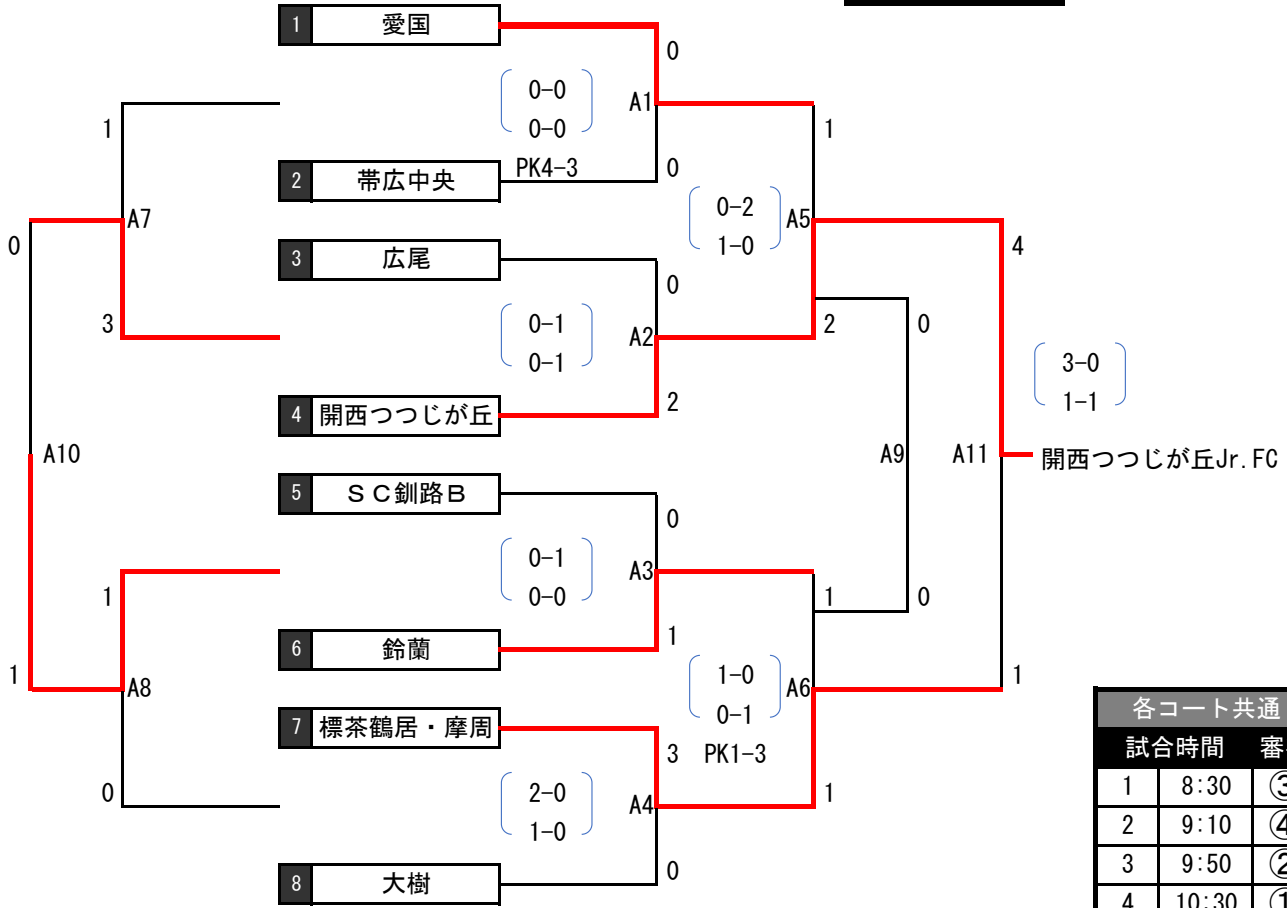 1 愛国
0
0-0
0-0
A1
1
1
2 帯広中央
PK4-3
0
A7
0-2
1-0
A5
0
3 広尾
4
0
3
0-1
0-1
A2
2
0
3-0
1-1
4 開西つつじが丘
2
A10
A9
A11
開西つつじが丘Jr.FC
5 SC釧路B
0
0-1
0-0
A3
1
1
0
6 鈴蘭
1
1
A8
1-0
0-1
A6
1
PK1-3
7 標茶鶴居・摩周
3
0
2-0
1-0
A4
1
8 大樹
0
各コート共通
試合時間
1 8:30 ③
2 9:10 ④
3 9:50 ②
4 10:30